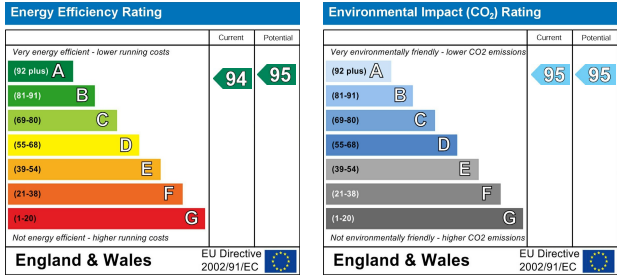 Energy Efficiency Rating
Current Potential
Very energy efficient - lower running costs
(92 plus) A
94 95
(81-91) B
(69-80) C
(55-68) D
(39-54) E
(21-38) F
(1-20) G
Not energy efficient - higher running costs
England & Wales
EU Directive
2002/91/EC
Environmental Impact (CO₂) Rating
Current Potential
Very environmentally friendly - lower CO2 emissions
(92 plus) A
95 95
(81-91) B
(69-80) C
(55-68) D
(39-54) E
(21-38) F
(1-20) G
Not environmentally friendly - higher CO2 emissions
England & Wales
EU Directive
2002/91/EC